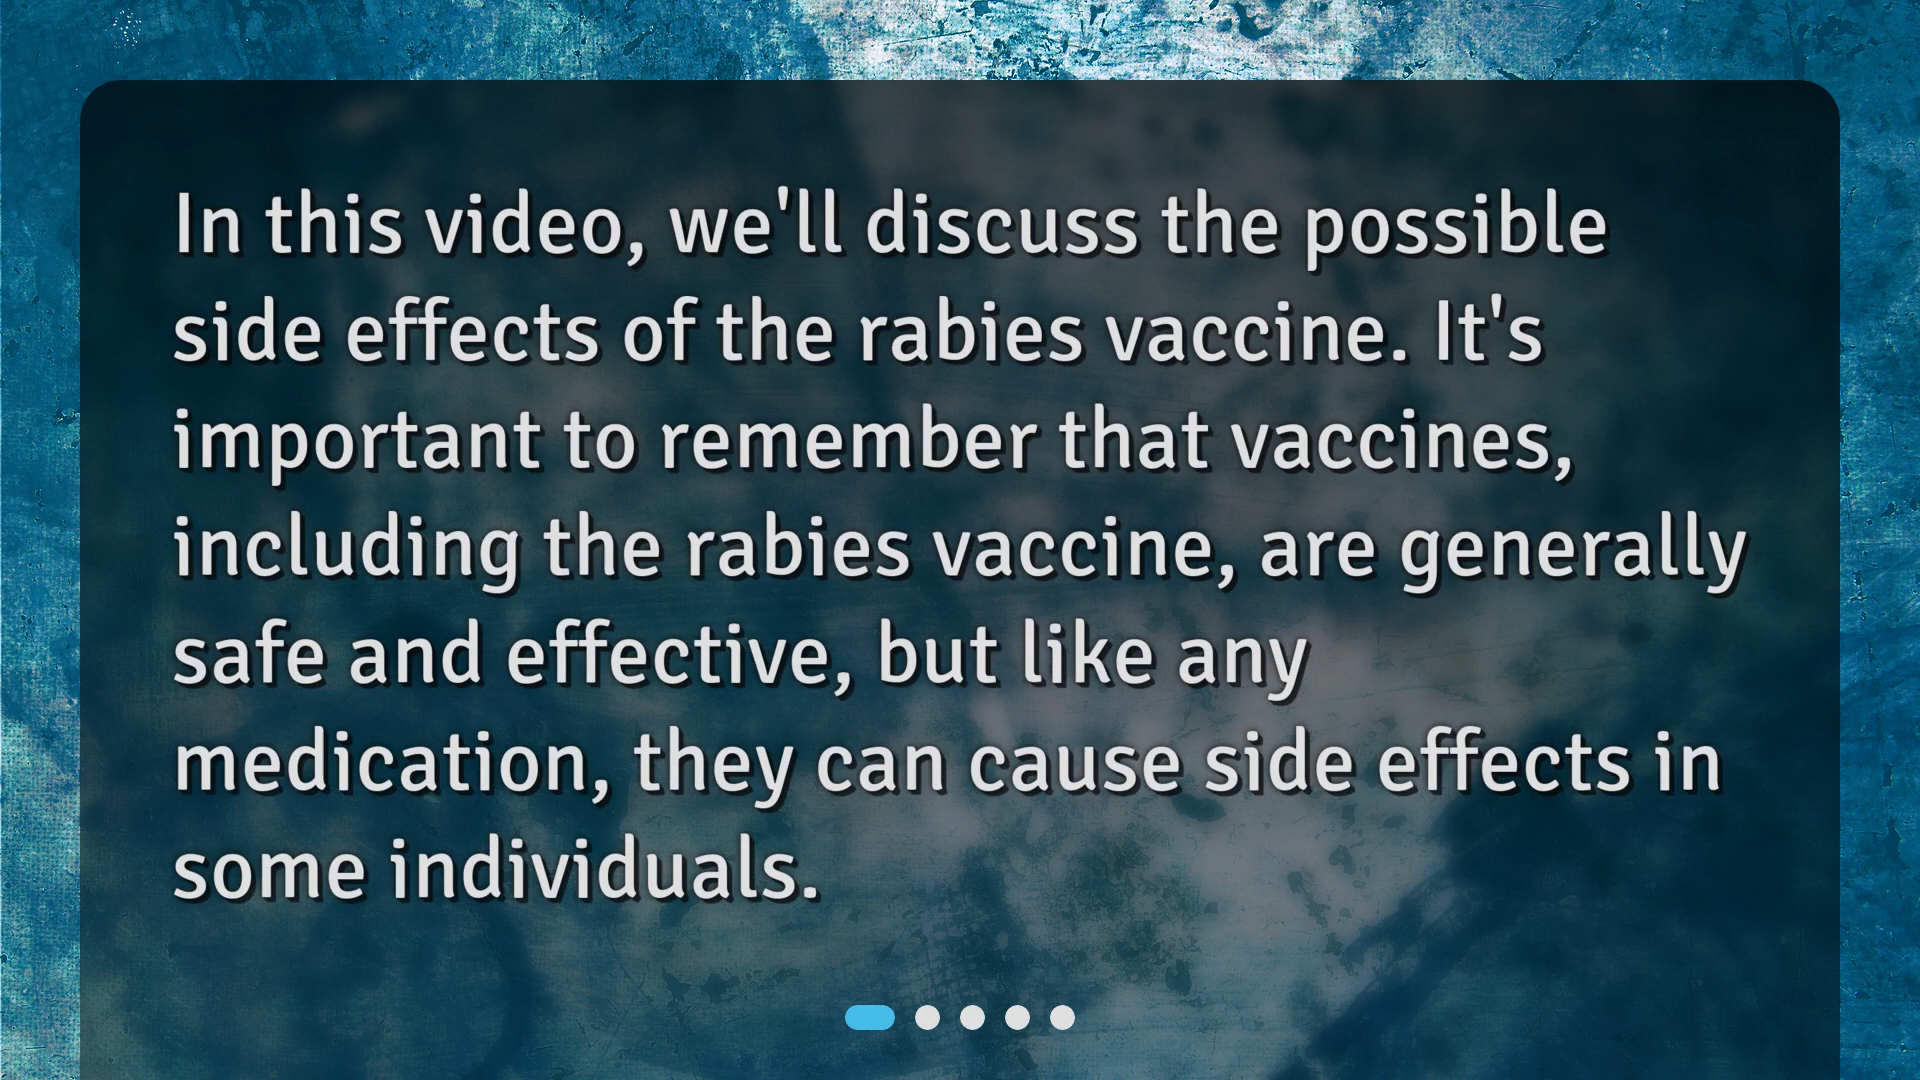 In this video, we'll discuss the possible
side effects of the rabies vaccine. It's
important to remember that vaccines,
including the rabies vaccine, are generally
safe and effective, but like any
medication, they can cause side effects in
some individuals.